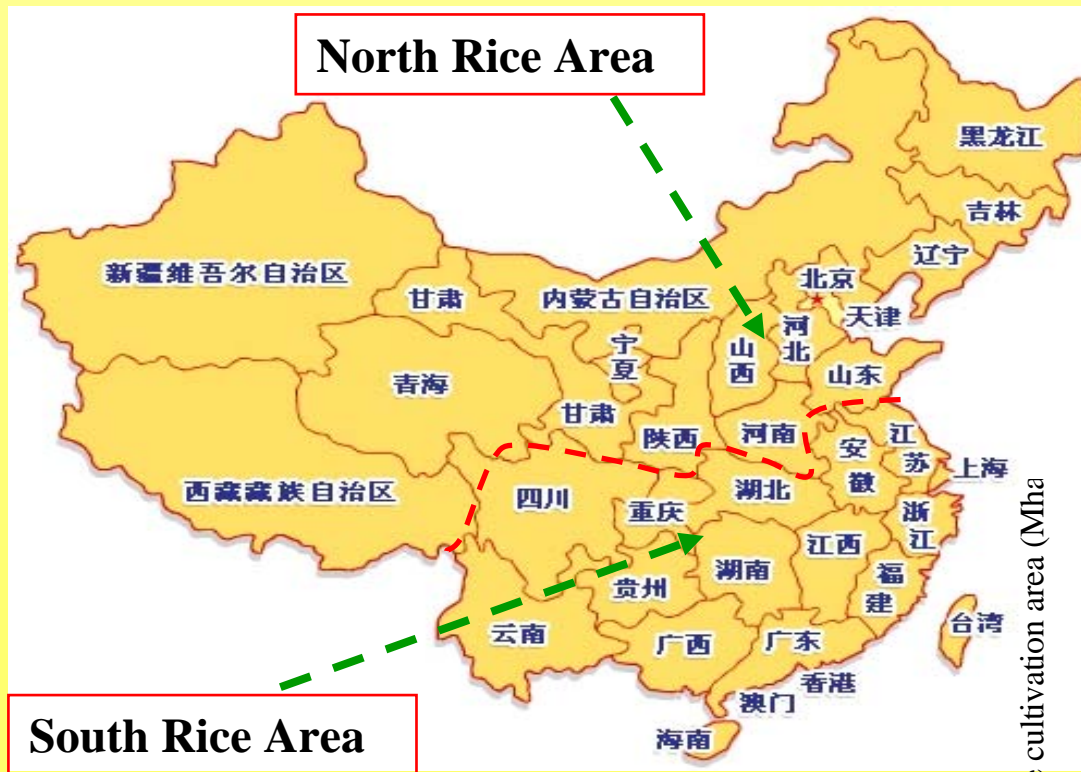 North Rice Area
黑龙江
吉林
辽宁
新疆维吾尔自治区
甘肃
内蒙古自治区
北京
天津
河北
宁夏
山西
山东
青海
甘肃
陕西
河南
西藏藏族自治区
四川
重庆
湖北
安徽
江苏
上海
浙江
江西
湖南
贵州
福建
云南
广西
广东
台湾
香港
澳门
海南
South Rice Area
cultivation area (Mha